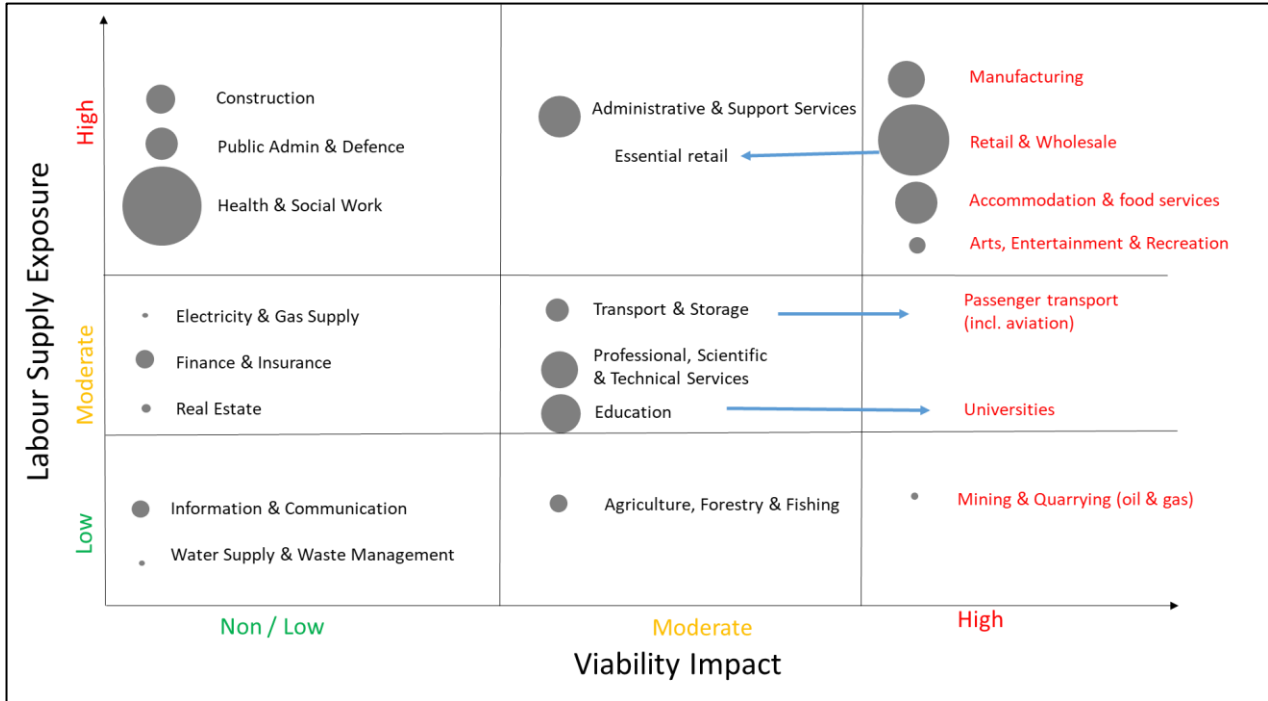 Labour Supply Exposure
High
Moderate
Low
Construction
Public Admin & Defence
Health & Social Work
Administrative & Support Services
Essential retail
Manufacturing
Retail & Wholesale
Accommodation & food services
Arts, Entertainment & Recreation
Electricity & Gas Supply
Finance & Insurance
Real Estate
Transport & Storage
Professional, Scientific
& Technical Services
Education
Passenger transport
(incl. aviation)
Universities
Information & Communication
Water Supply & Waste Management
Agriculture, Forestry & Fishing
Mining & Quarrying (oil & gas)
Non / Low
Moderate
High
Viability Impact